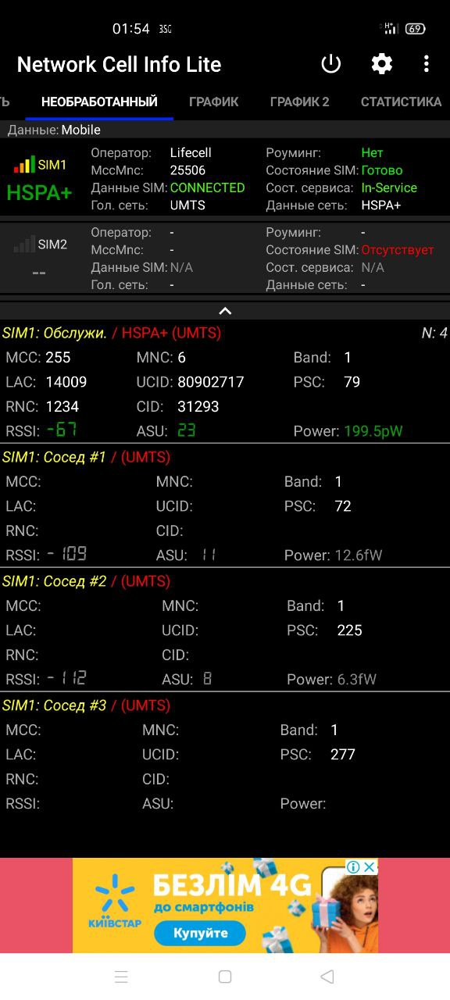 01:54 35G H+ 69
Network Cell Info Lite
Ь НЕОБРАБОТАННЫЙ ГРАФИК ГРАФИК 2 СТАТИСТИКА
Данные: Mobile
SIM1
HSPA+
Оператор: Lifecell Роуминг: Нет
MccMnc: 25506 Состояние SIM: Готово
Данные SIM: CONNECTED Сост. сервиса: In-Service
Гол. сеть: UMTS Данные сеть: HSPA+
SIM2
--
Оператор: - Роуминг: -
MccMnc: - Состояние SIM: Отсутствует
Данные SIM: N/A Сост. сервиса: N/A
Гол. сеть: - Данные сеть: -
SIM1: Обслужи. / HSPA+ (UMTS) N: 4
MCC: 255 MNC: 6 Band: 1
LAC: 14009 UCID: 80902717 PSC: 79
RNC: 1234 CID: 31293
RSSI: -67 ASU: 23 Power: 199.5pW
SIM1: Сосед #1 / (UMTS)
MCC: MNC: Band: 1
LAC: UCID: PSC: 72
RNC: CID:
RSSI: -109 ASU: 11 Power: 12.6fW
SIM1: Сосед #2 / (UMTS)
MCC: MNC: Band: 1
LAC: UCID: PSC: 225
RNC: CID:
RSSI: -112 ASU: 8 Power: 6.3fW
SIM1: Сосед #3 / (UMTS)
MCC: MNC: Band: 1
LAC: UCID: PSC: 277
RNC: CID:
RSSI: ASU: Power:
КИЇВСТАР
БЕЗЛІМ 4G
до смартфонів
Купуйте